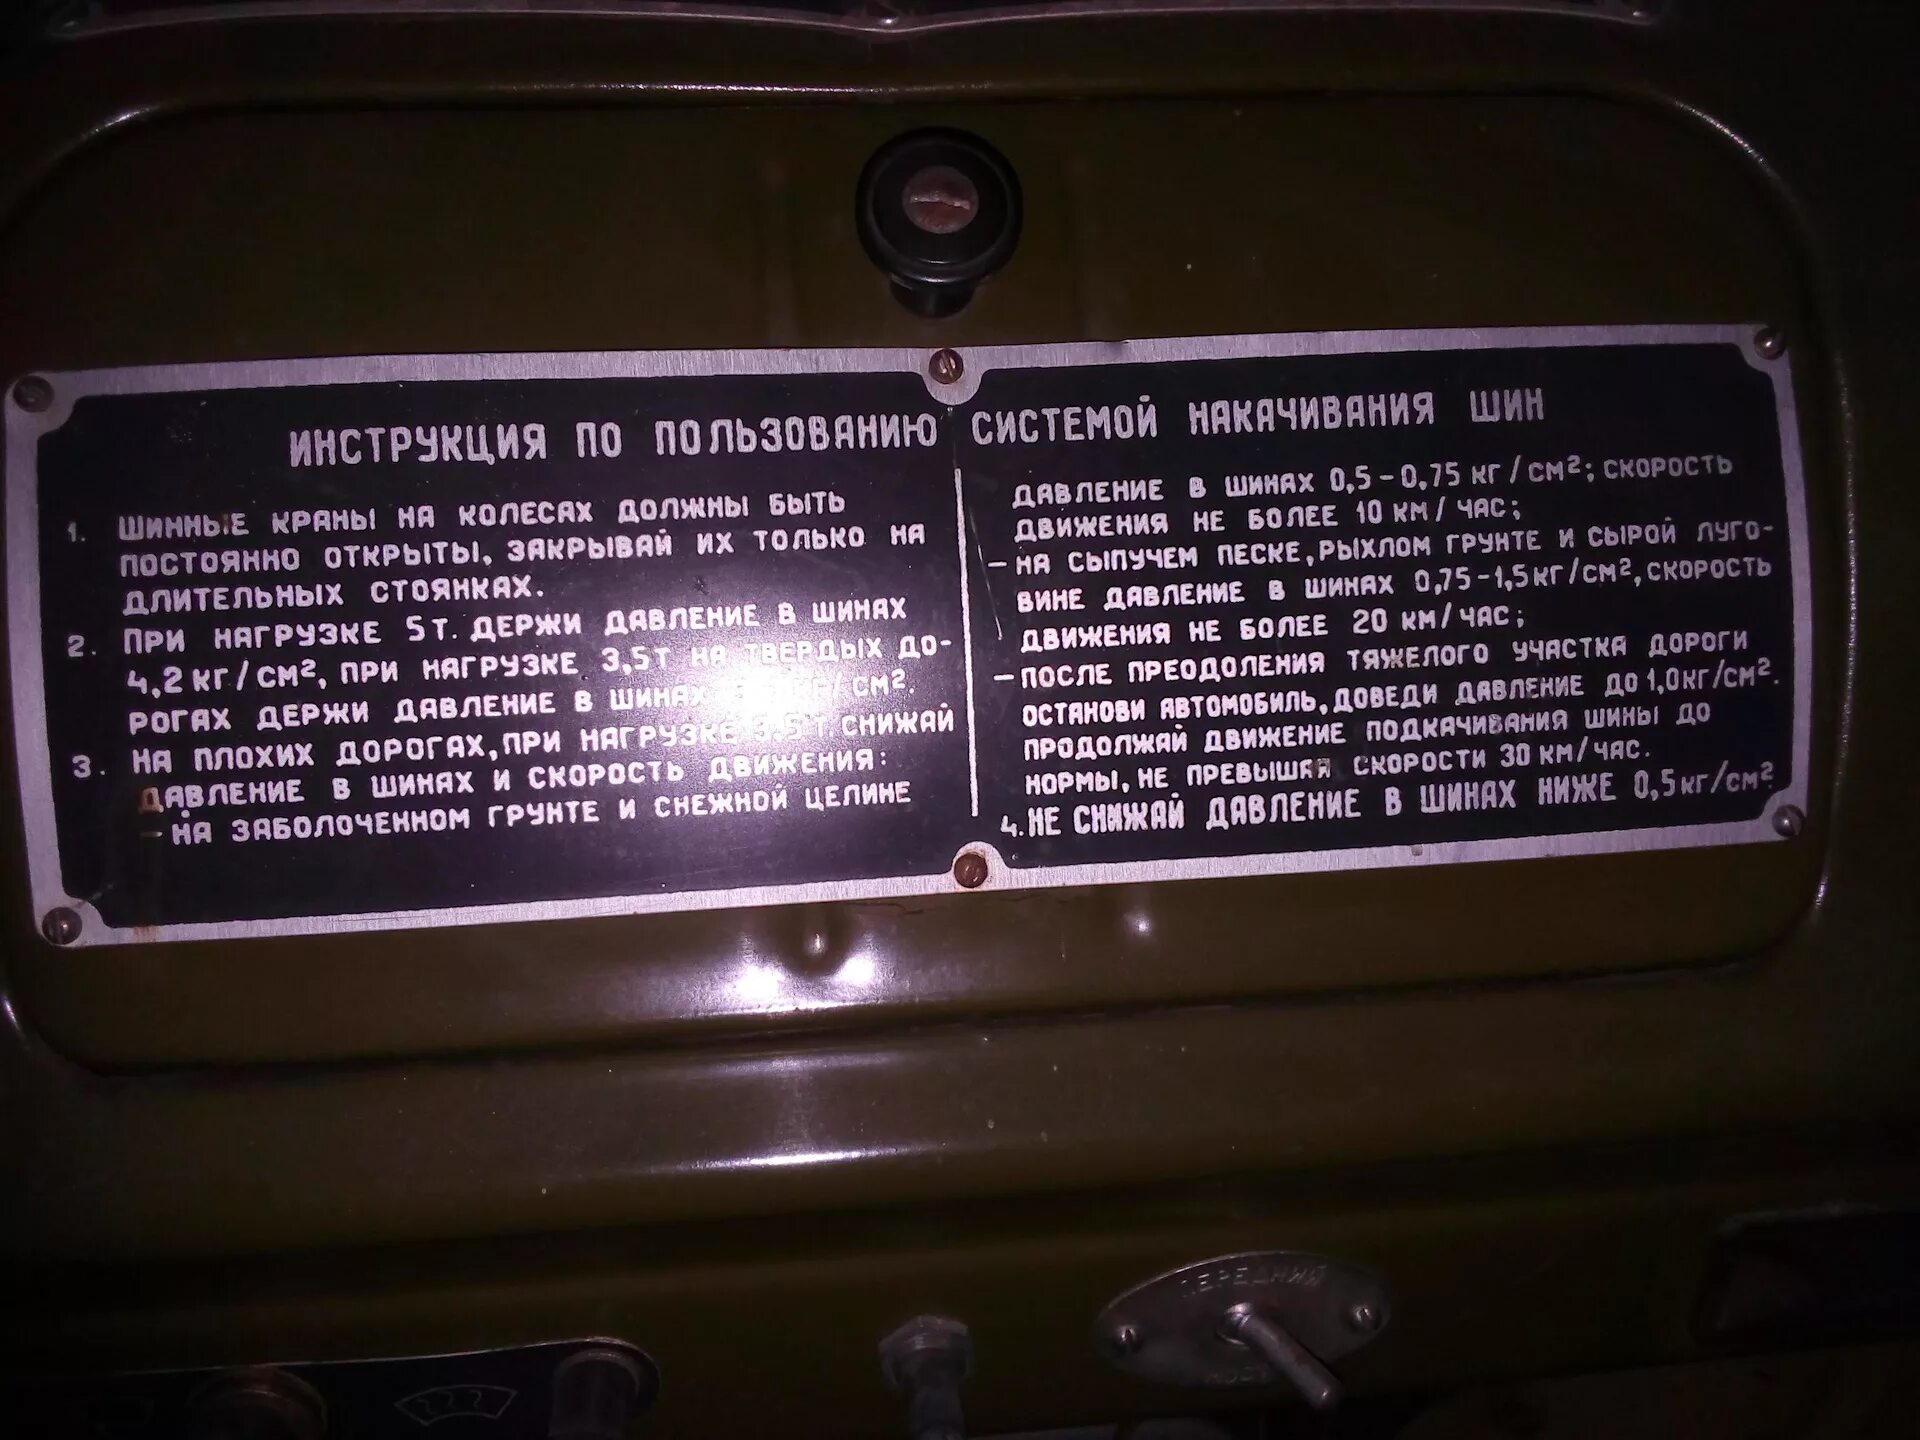 ИНСТРУКЦИЯ ПО ПОЛЬЗОВАНИЮ СИСТЕМОЙ НАКАЧИВАНИЯ ШИН
1. ШИННЫЕ КРАНЫ НА КОЛЕСАХ ДОЛЖНЫ БЫТЬ
ПОСТОЯННО ОТКРЫТЫ, ЗАКРЫВАЙ ИХ ТОЛЬКО НА
ДЛИТЕЛЬНЫХ СТОЯНКАХ.
2. ПРИ НАГРУЗКЕ 5Т. ДЕРЖИ ДАВЛЕНИЕ В ШИНАХ
4,2 КГ/СМ², ПРИ НАГРУЗКЕ 3,5Т НА ТВЕРДЫХ ДО-
РОГАХ ДЕРЖИ ДАВЛЕНИЕ В ШИНАХ КГ/СМ².
3. НА ПЛОХИХ ДОРОГАХ, ПРИ НАГРУЗКЕ 3.5 Т. СНИЖАЙ
ДАВЛЕНИЕ В ШИНАХ И СКОРОСТЬ ДВИЖЕНИЯ:
- НА ЗАБОЛОЧЕННОМ ГРУНТЕ И СНЕЖНОЙ ЦЕЛИНЕ
ДАВЛЕНИЕ В ШИНАХ 0,5-0,75 КГ/СМ²; СКОРОСТЬ
ДВИЖЕНИЯ НЕ БОЛЕЕ 10 КМ/ЧАС;
- НА СЫПУЧЕМ ПЕСКЕ, РЫХЛОМ ГРУНТЕ И СЫРОЙ ЛУГО-
ВИНЕ ДАВЛЕНИЕ В ШИНАХ 0,75-1,5КГ/СМ², СКОРОСТЬ
ДВИЖЕНИЯ НЕ БОЛЕЕ 20 КМ/ЧАС;
- ПОСЛЕ ПРЕОДОЛЕНИЯ ТЯЖЕЛОГО УЧАСТКА ДОРОГИ
ОСТАНОВИ АВТОМОБИЛЬ, ДОВЕДИ ДАВЛЕНИЕ ДО 1,0КГ/СМ².
ПРОДОЛЖАЙ ДВИЖЕНИЕ ПОДКАЧИВАНИЯ ШИНЫ ДО
НОРМЫ, НЕ ПРЕВЫШАЯ СКОРОСТИ 30 КМ/ЧАС.
4. НЕ СНИЖАЙ ДАВЛЕНИЕ В ШИНАХ НИЖЕ 0,5КГ/СМ²
ПЕРЕДНИЙ
МОСТ